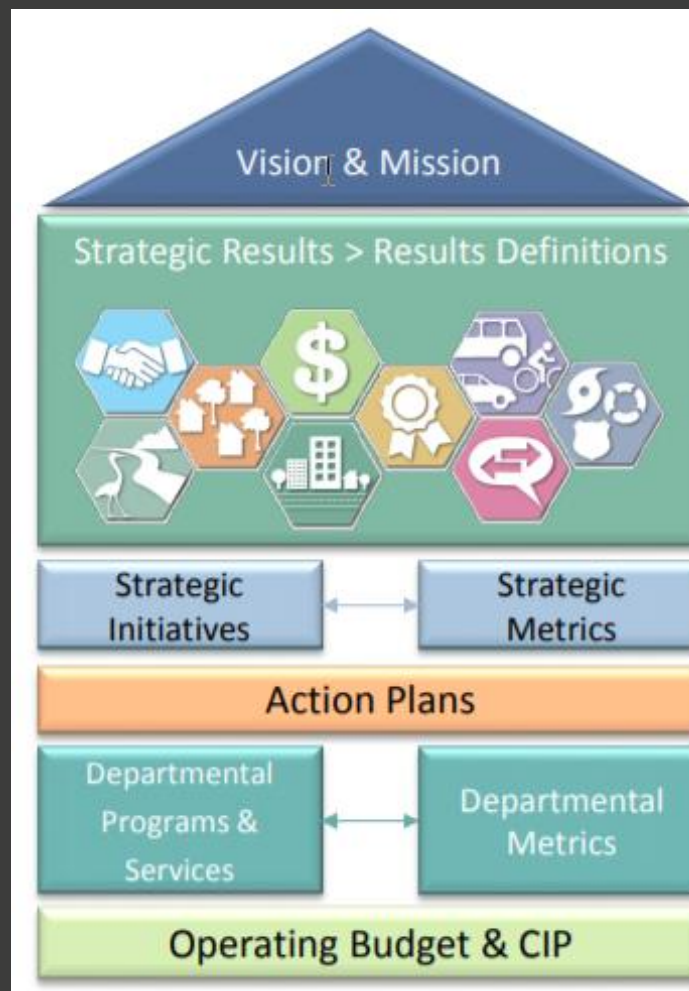 Vision & Mission
Strategic Results > Results Definitions
$
Strategic
Initiatives
Strategic
Metrics
Action Plans
Departmental
Programs &
Services
Departmental
Metrics
Operating Budget & CIP